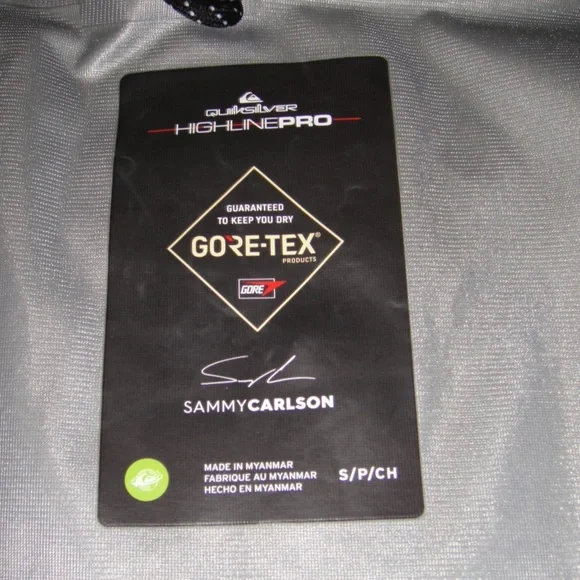 QUIKSILVER
HIGHLINEPRO
GUARANTEED
TO KEEP YOU DRY
GORE-TEX®
PRODUCTS
GORE
SAMMYCARLSON
MADE IN MYANMAR
FABRIQUE AU MYANMAR
HECHO EN MYANMAR
S/P/CH